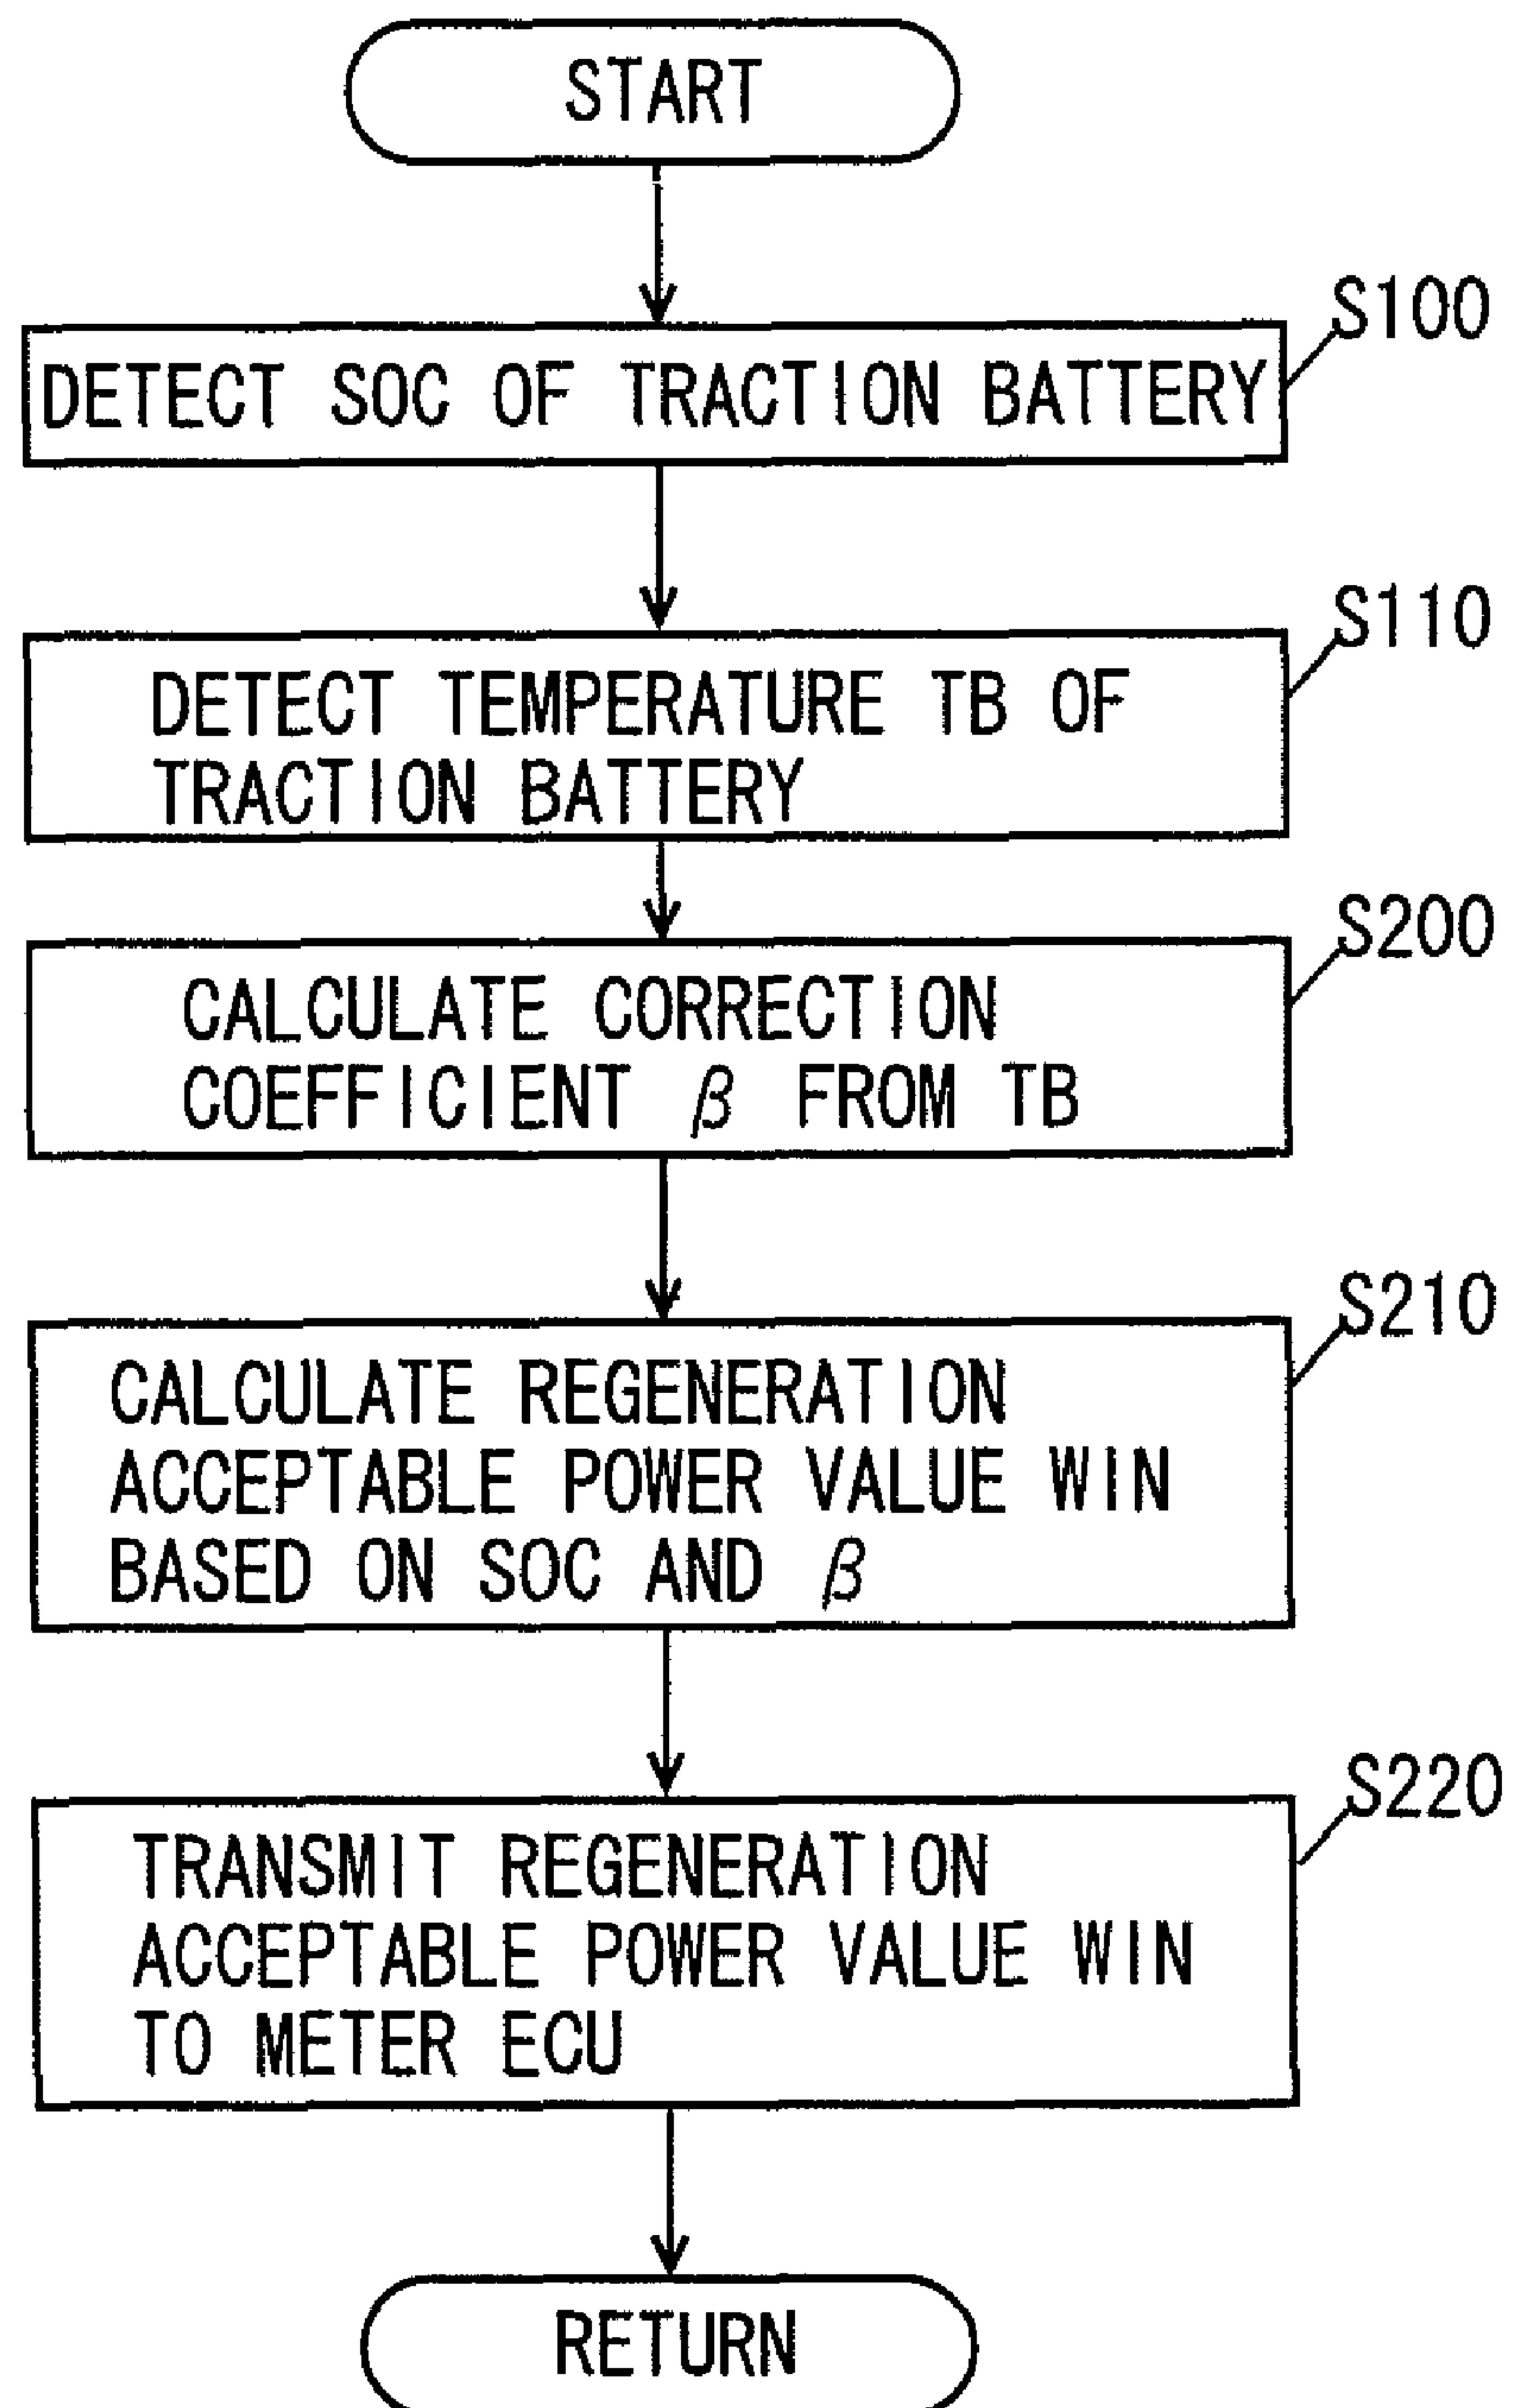 START
S100
DETECT SOC OF TRACTION BATTERY
S110
DETECT TEMPERATURE TB OF
TRACTION BATTERY
S200
CALCULATE CORRECTION
COEFFICIENT β FROM TB
S210
CALCULATE REGENERATION
ACCEPTABLE POWER VALUE WIN
BASED ON SOC AND β
S220
TRANSMIT REGENERATION
ACCEPTABLE POWER VALUE WIN
TO METER ECU
RETURN